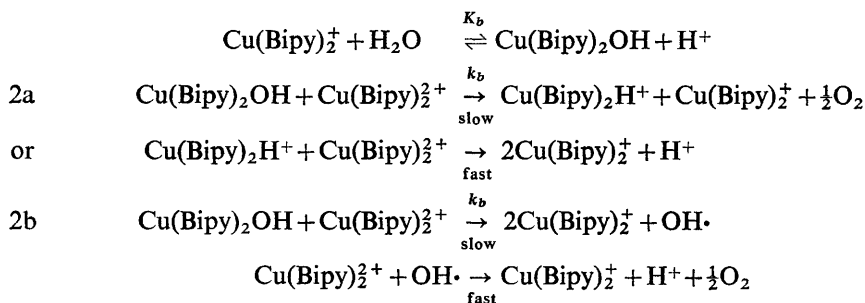 Cu(Bipy)₂⁺ + H₂O ⇌ Cu(Bipy)₂OH + H⁺ K_b
2a Cu(Bipy)₂OH + Cu(Bipy)₂²⁺ →[k_b, slow] Cu(Bipy)₂H⁺ + Cu(Bipy)₂⁺ + ½O₂
or Cu(Bipy)₂H⁺ + Cu(Bipy)₂²⁺ →[fast] 2Cu(Bipy)₂⁺ + H⁺
2b Cu(Bipy)₂OH + Cu(Bipy)₂²⁺ →[k_b, slow] 2Cu(Bipy)₂⁺ + OH·
Cu(Bipy)₂²⁺ + OH· →[fast] Cu(Bipy)₂⁺ + H⁺ + ½O₂